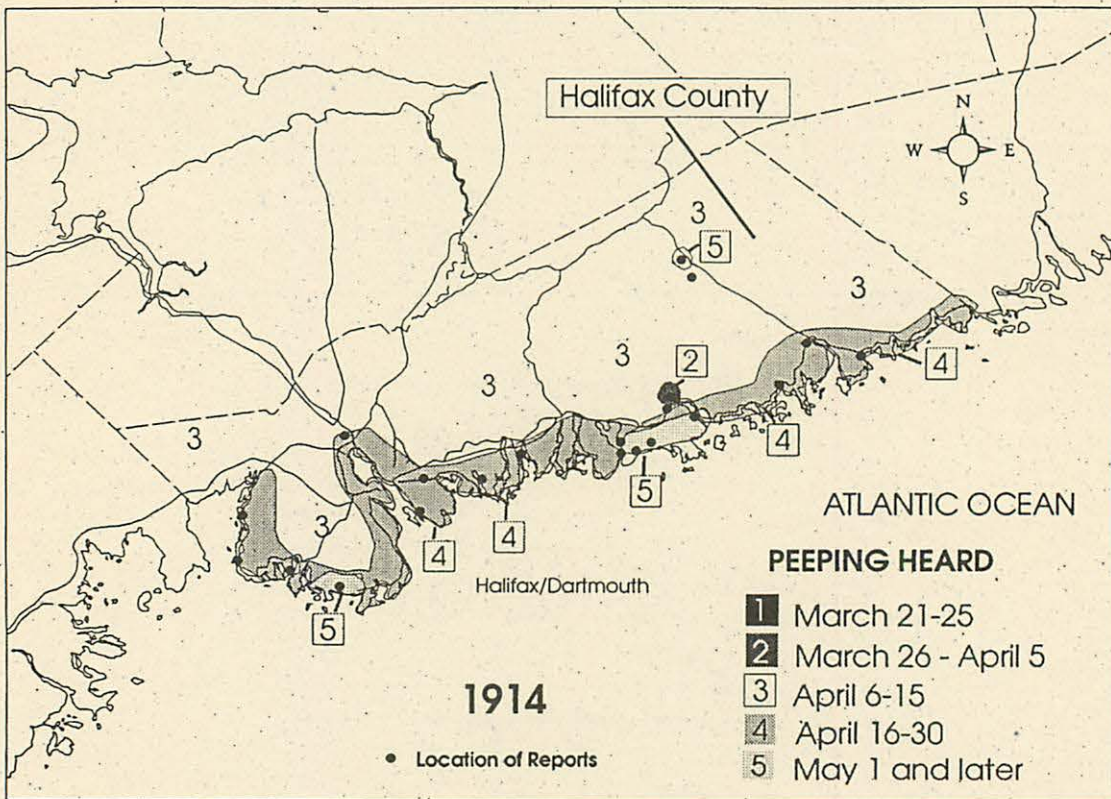 Halifax County
N
W E
S
3
5
3
3
2
3
4
3
4
5
3
4
4
5
ATLANTIC OCEAN
Halifax/Dartmouth
PEEPING HEARD
1 March 21-25
2 March 26 - April 5
3 April 6-15
4 April 16-30
5 May 1 and later
1914
• Location of Reports